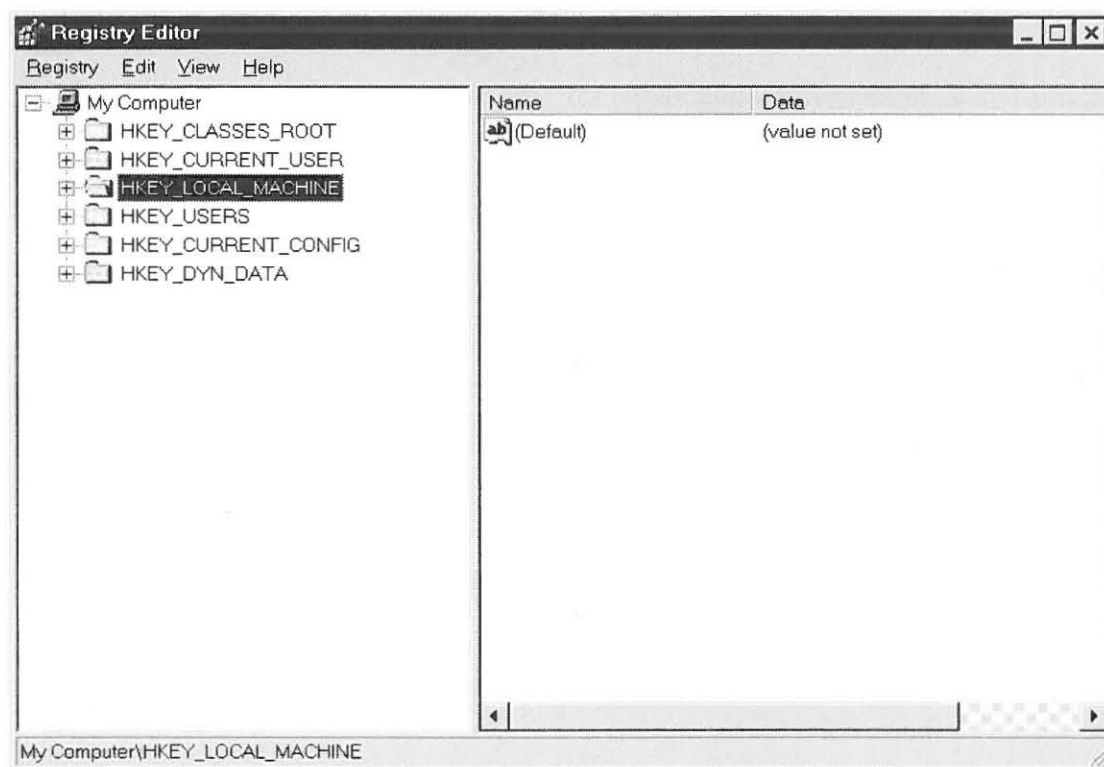 Registry Editor
Registry Edit View Help
My Computer
HKEY_CLASSES_ROOT
HKEY_CURRENT_USER
HKEY_LOCAL_MACHINE
HKEY_USERS
HKEY_CURRENT_CONFIG
HKEY_DYN_DATA
Name Data
ab (Default) (value not set)
My Computer\HKEY_LOCAL_MACHINE